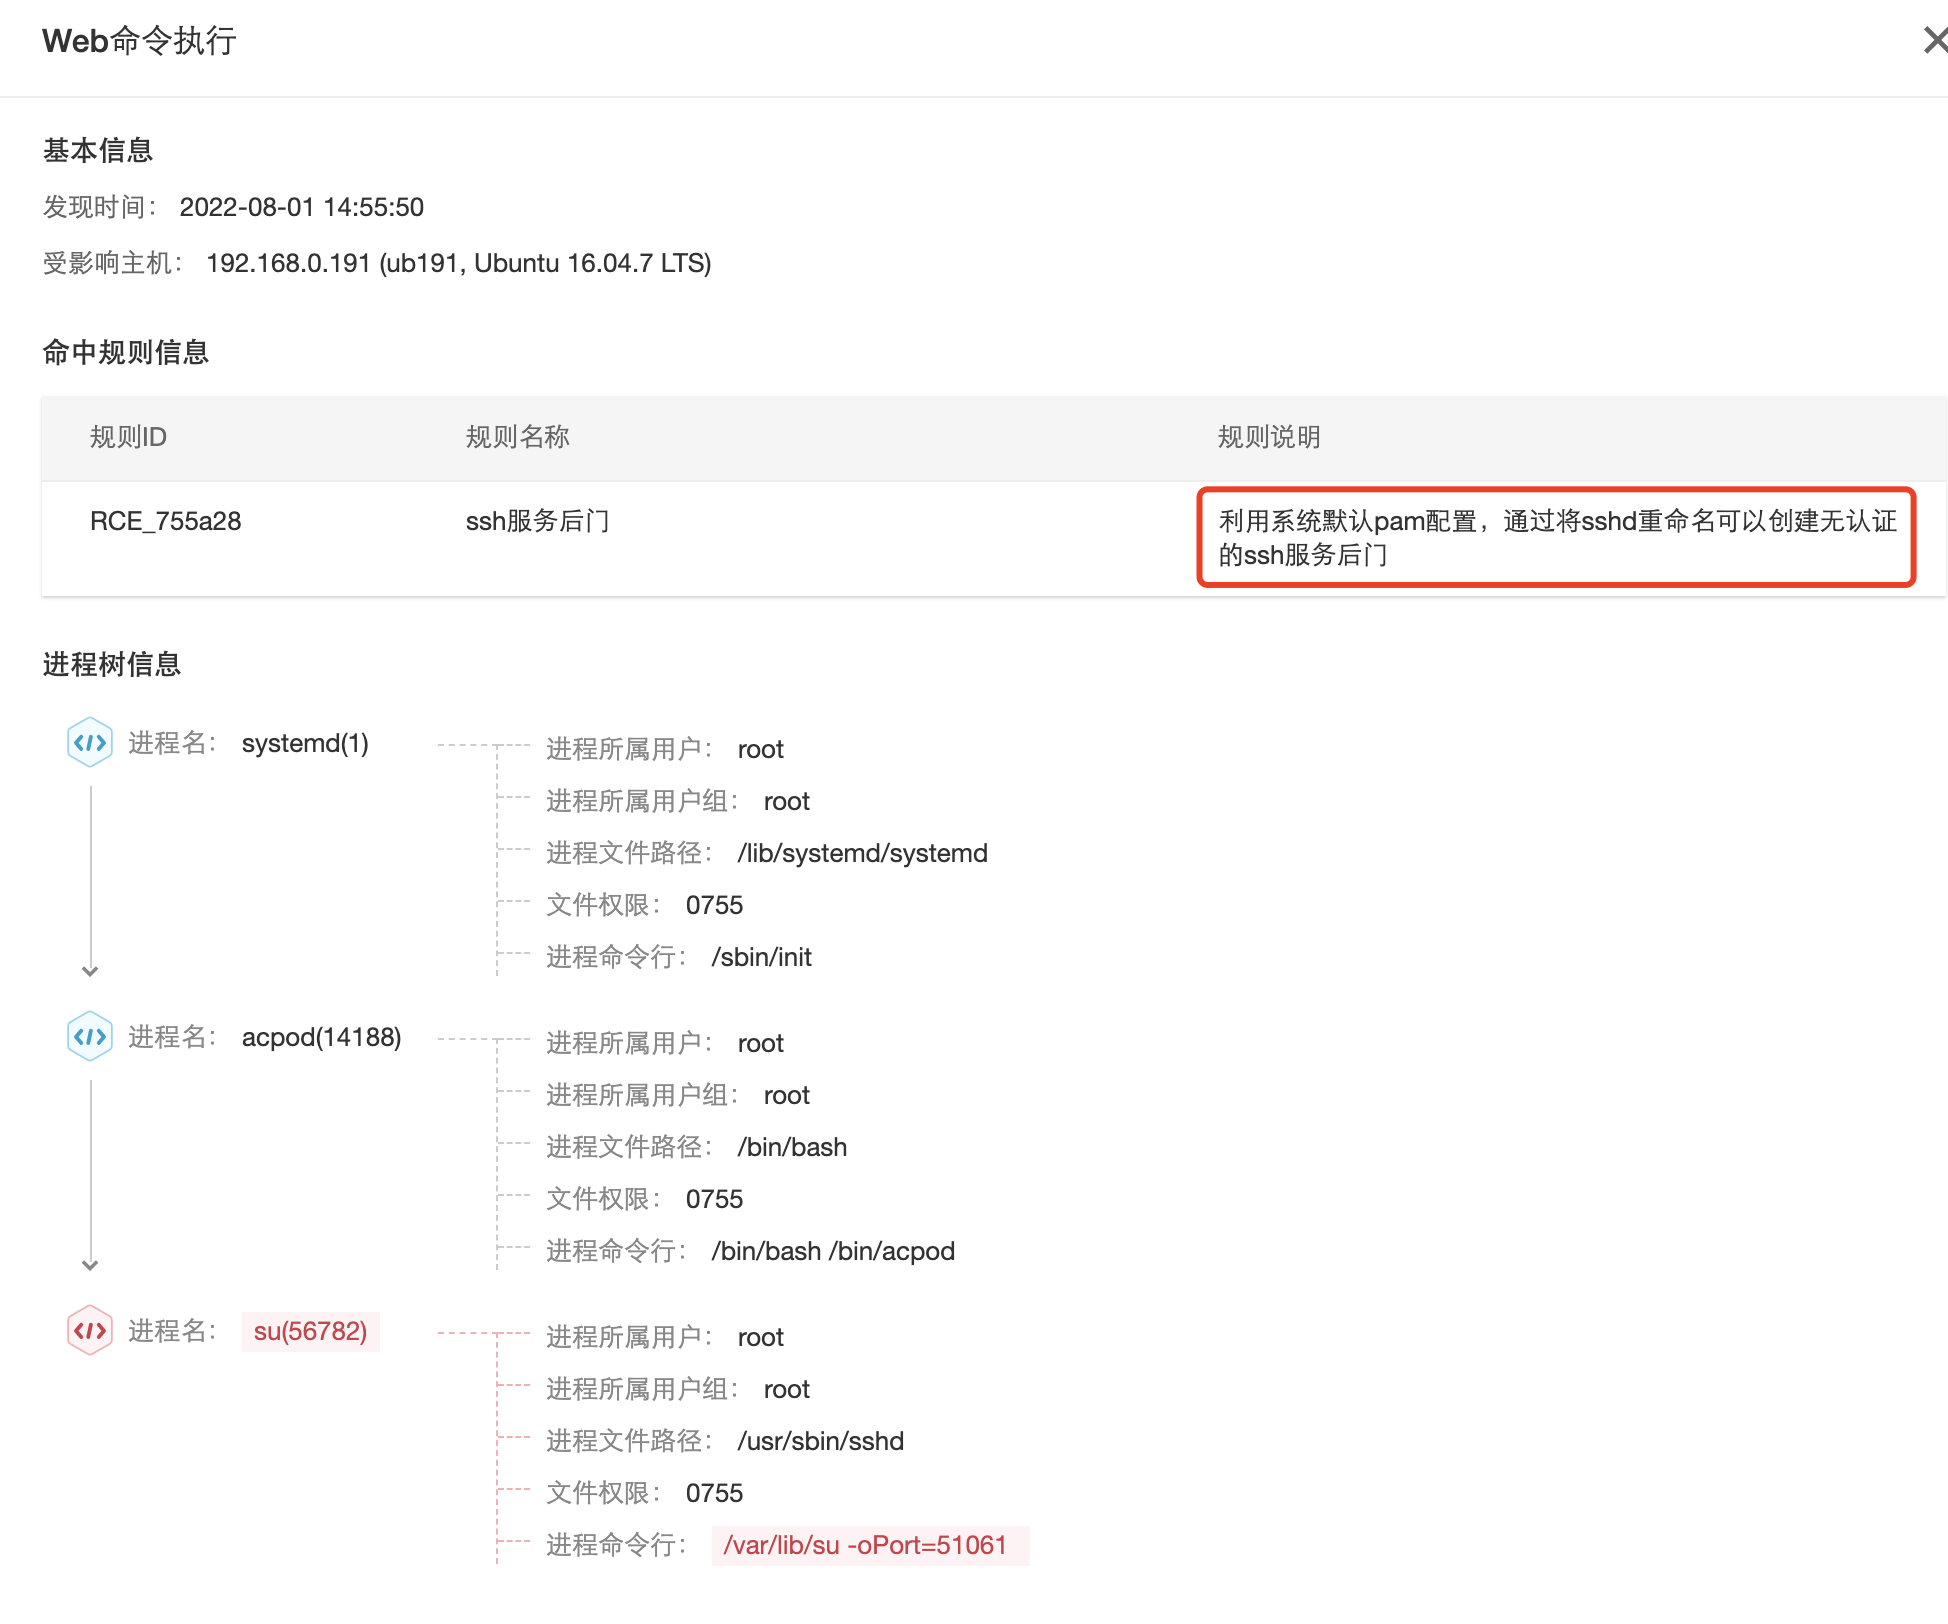 Web命令执行
基本信息
发现时间： 2022-08-01 14:55:50
受影响主机： 192.168.0.191 (ub191, Ubuntu 16.04.7 LTS)
命中规则信息
规则ID 规则名称 规则说明
RCE_755a28 ssh服务后门 利用系统默认pam配置，通过将sshd重命名可以创建无认证
的ssh服务后门
进程树信息
进程名： systemd(1)
进程所属用户： root
进程所属用户组： root
进程文件路径： /lib/systemd/systemd
文件权限： 0755
进程命令行： /sbin/init
进程名： acpod(14188)
进程所属用户： root
进程所属用户组： root
进程文件路径： /bin/bash
文件权限： 0755
进程命令行： /bin/bash /bin/acpod
进程名： su(56782)
进程所属用户： root
进程所属用户组： root
进程文件路径： /usr/sbin/sshd
文件权限： 0755
进程命令行： /var/lib/su -oPort=51061